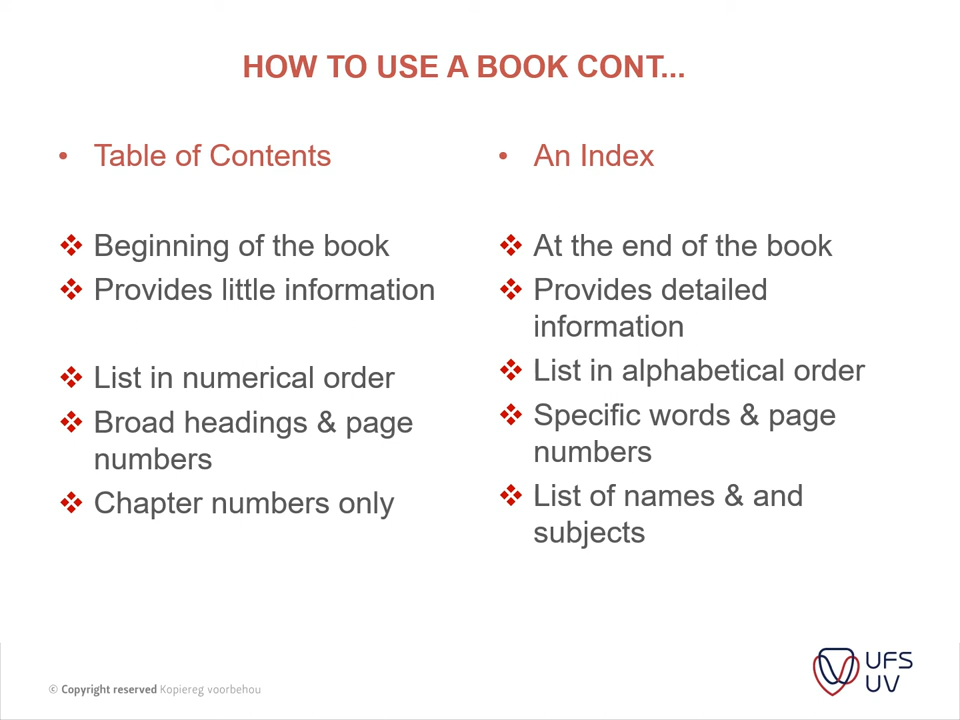 HOW TO USE A BOOK CONT...
• Table of Contents
❖ Beginning of the book
❖ Provides little information
❖ List in numerical order
❖ Broad headings & page
numbers
❖ Chapter numbers only
• An Index
❖ At the end of the book
❖ Provides detailed
information
❖ List in alphabetical order
❖ Specific words & page
numbers
❖ List of names & and
subjects
© Copyright reserved Kopiereg voorbehou
UFS
UV